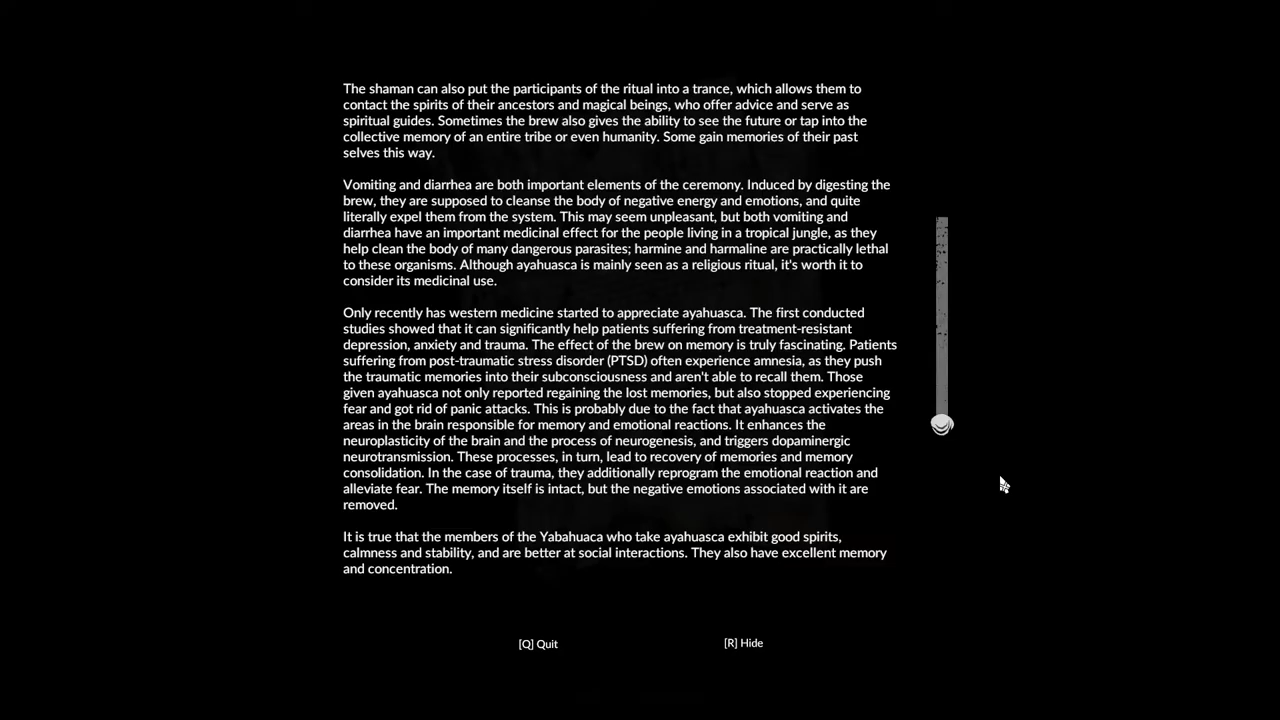 The shaman can also put the participants of the ritual into a trance, which allows them to
contact the spirits of their ancestors and magical beings, who offer advice and serve as
spiritual guides. Sometimes the brew also gives the ability to see the future or tap into the
collective memory of an entire tribe or even humanity. Some gain memories of their past
selves this way.
Vomiting and diarrhea are both important elements of the ceremony. Induced by digesting the
brew, they are supposed to cleanse the body of negative energy and emotions, and quite
literally expel them from the system. This may seem unpleasant, but both vomiting and
diarrhea have an important medicinal effect for the people living in a tropical jungle, as they
help clean the body of many dangerous parasites; harmine and harmaline are practically lethal
to these organisms. Although ayahuasca is mainly seen as a religious ritual, it's worth it to
consider its medicinal use.
Only recently has western medicine started to appreciate ayahuasca. The first conducted
studies showed that it can significantly help patients suffering from treatment-resistant
depression, anxiety and trauma. The effect of the brew on memory is truly fascinating. Patients
suffering from post-traumatic stress disorder (PTSD) often experience amnesia, as they push
the traumatic memories into their subconsciousness and aren't able to recall them. Those
given ayahuasca not only reported regaining the lost memories, but also stopped experiencing
fear and got rid of panic attacks. This is probably due to the fact that ayahuasca activates the
areas in the brain responsible for memory and emotional reactions. It enhances the
neuroplasticity of the brain and the process of neurogenesis, and triggers dopaminergic
neurotransmission. These processes, in turn, lead to recovery of memories and memory
consolidation. In the case of trauma, they additionally reprogram the emotional reaction and
alleviate fear. The memory itself is intact, but the negative emotions associated with it are
removed.
It is true that the members of the Yabahuaca who take ayahuasca exhibit good spirits,
calmness and stability, and are better at social interactions. They also have excellent memory
and concentration.
[Q] Quit
[R] Hide